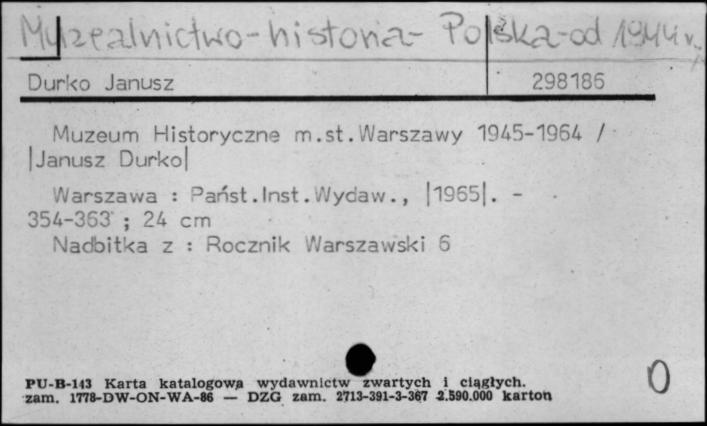 Muzealnictwo-historia- Polska-od 1944 r.
Durko Janusz 298186
Muzeum Historyczne m.st.Warszawy 1945-1964 /
|Janusz Durko|
Warszawa : Państ.Inst.Wydaw., |1965|. -
354-363 ; 24 cm
Nadbitka z : Rocznik Warszawski 6
PU-B-143 Karta katalogowa wydawnictw zwartych i ciągłych.
zam. 1778-DW-ON-WA-86 — DZG zam. 2713-391-3-367 2.590.000 karton
O